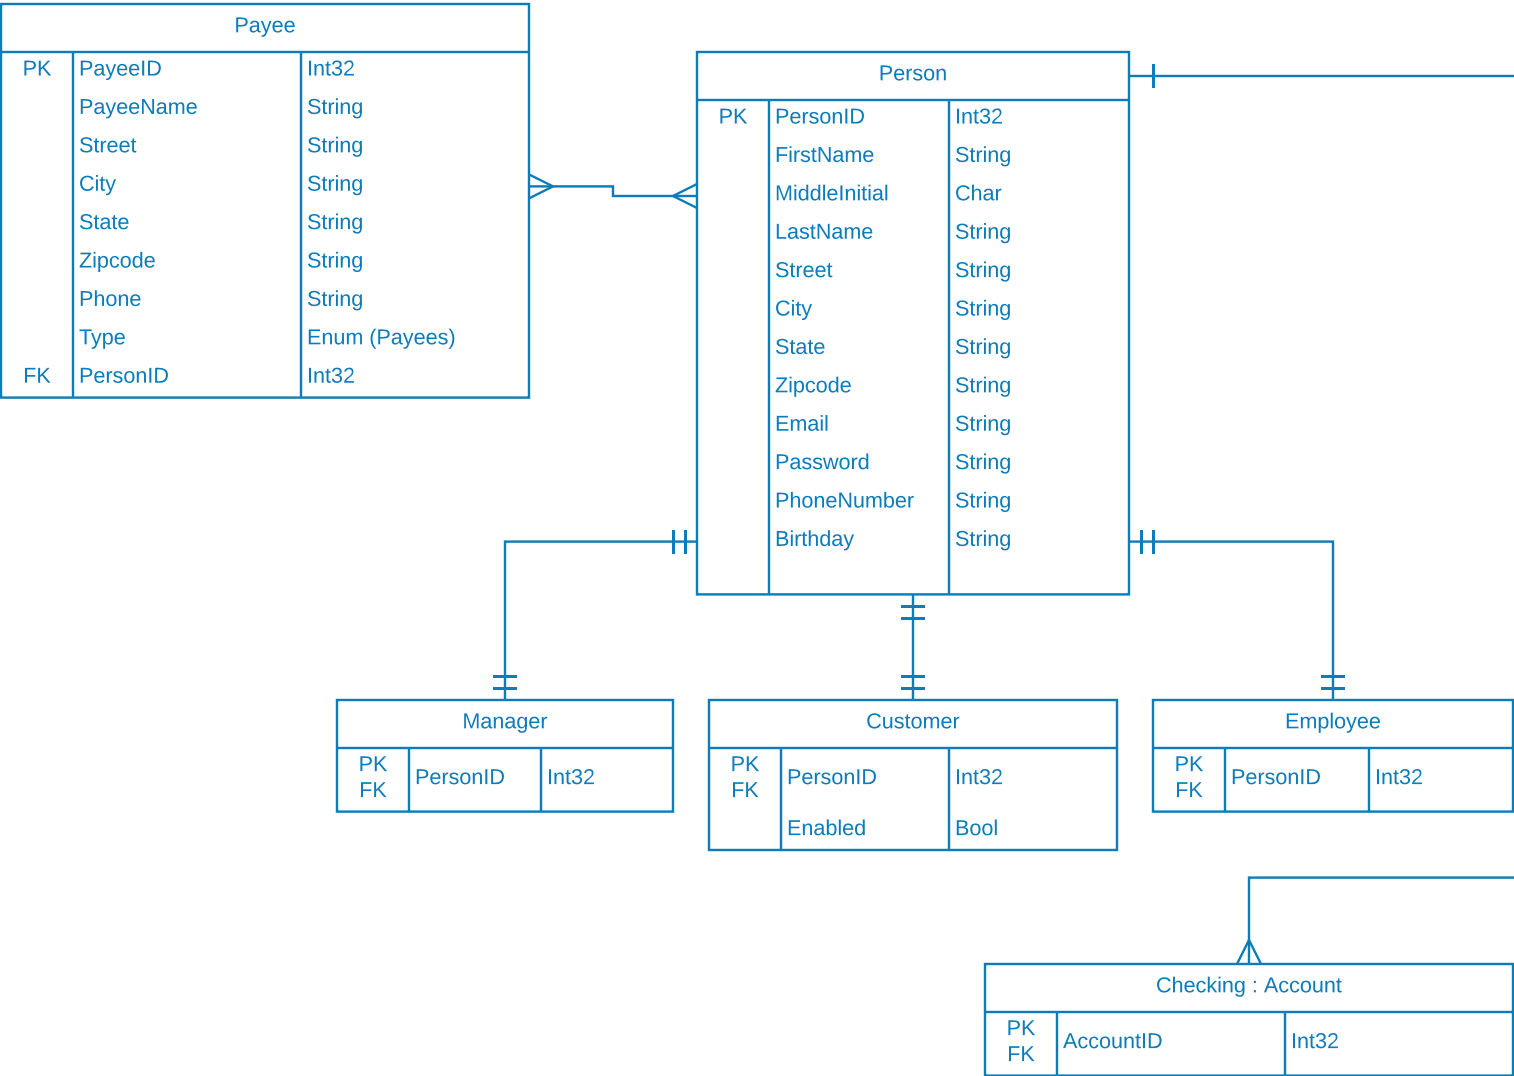 Payee
PK PayeeID Int32
PayeeName String
Street String
City String
State String
Zipcode String
Phone String
Type Enum (Payees)
FK PersonID Int32
Person
PK PersonID Int32
FirstName String
MiddleInitial Char
LastName String
Street String
City String
State String
Zipcode String
Email String
Password String
PhoneNumber String
Birthday String
Manager
PK
FK PersonID Int32
Customer
PK
FK PersonID Int32
Enabled Bool
Employee
PK
FK PersonID Int32
Checking : Account
PK
FK AccountID Int32